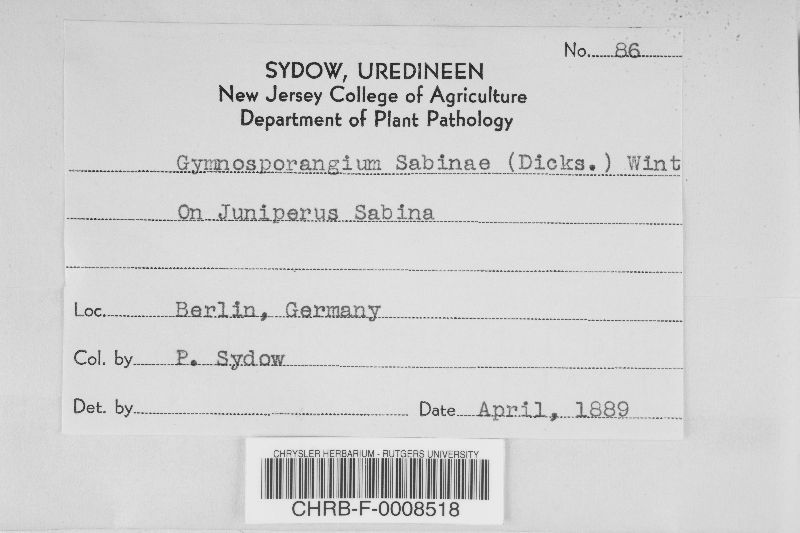 No. 86
SYDOW, UREDINEEN
New Jersey College of Agriculture
Department of Plant Pathology
Gymnosporangium Sabinae (Dicks.) Wint
On Juniperus Sabina
Loc. Berlin, Germany
Col. by P. Sydow
Det. by Date April, 1889
CHRYSLER HERBARIUM - RUTGERS UNIVERSITY
CHRB-F-0008518